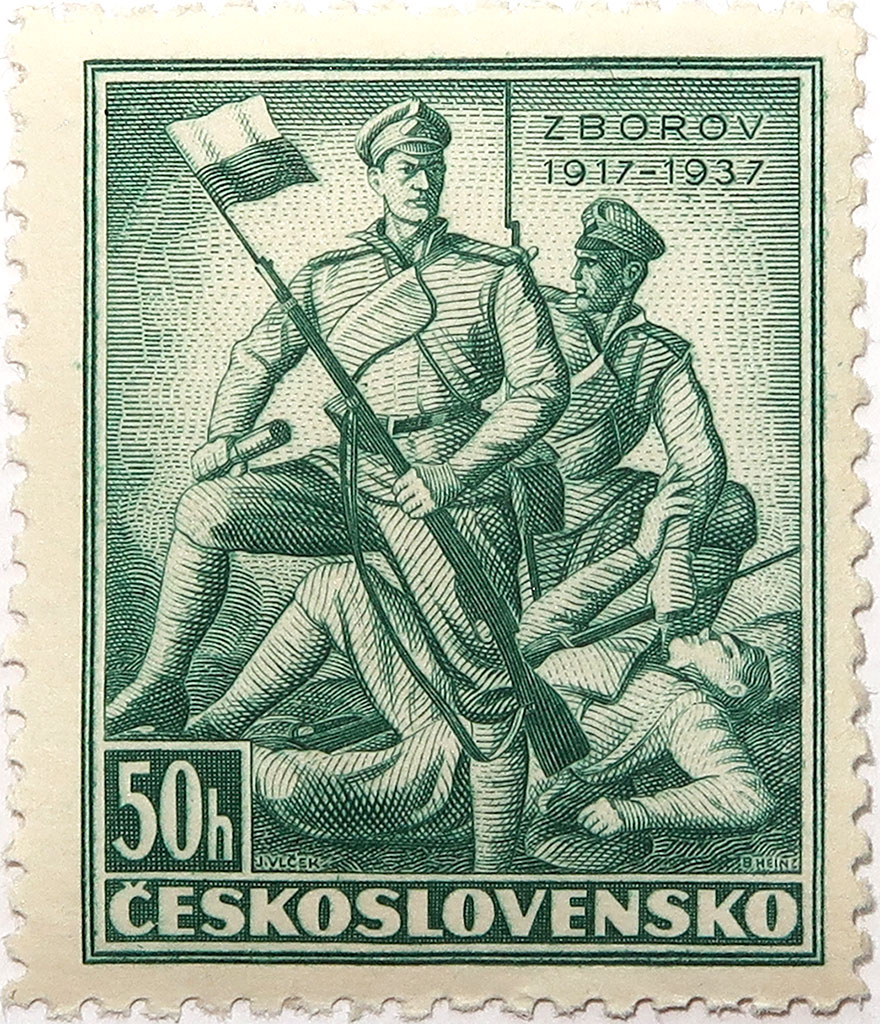 ZBOROV
1917-1937
50h
J.VLČEK
B HEINZ
ČESKOSLOVENSKO